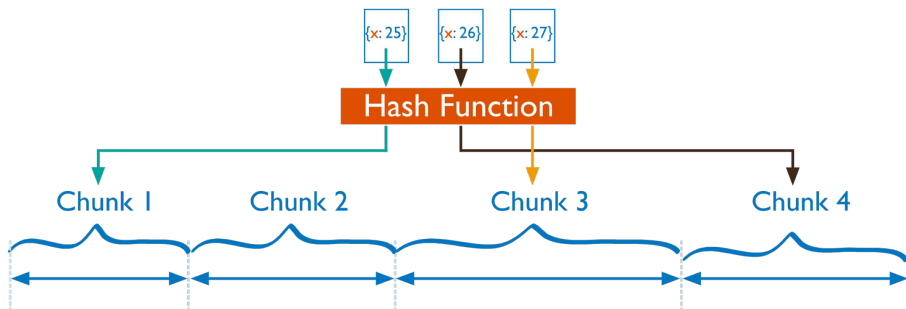 {x: 25} {x: 26} {x: 27}
Hash Function
Chunk 1 Chunk 2 Chunk 3 Chunk 4